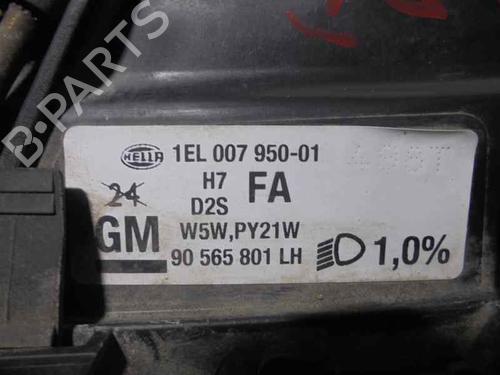 B-PARTS
HELLA 1EL 007 950-01
24 H7 FA
D2S
GM W5W,PY21W
90 565 801 LH 1,0%